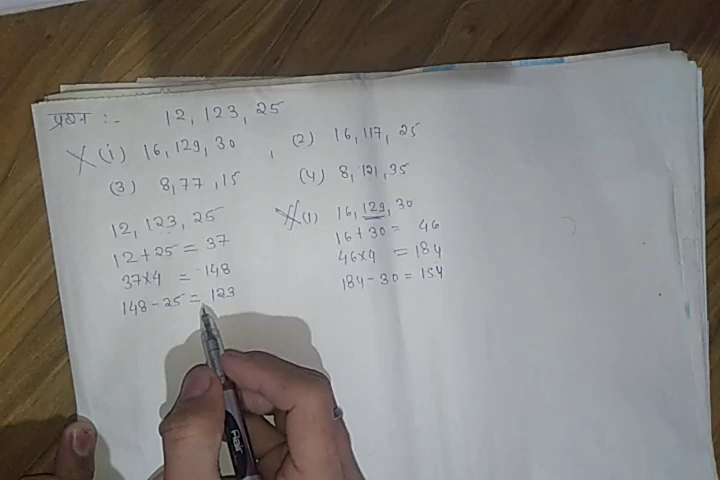 प्रश्न :- 12, 123, 25
X (1) 16, 129, 30 , (2) 16, 117, 25
(3) 8, 77, 15 (4) 8, 121, 35
12, 123, 25
12 + 25 = 37
37 × 4 = 148
148 - 25 = 123
X (1) 16, 129, 30
16 + 30 = 46
46 × 4 = 184
184 - 30 = 154
Flair